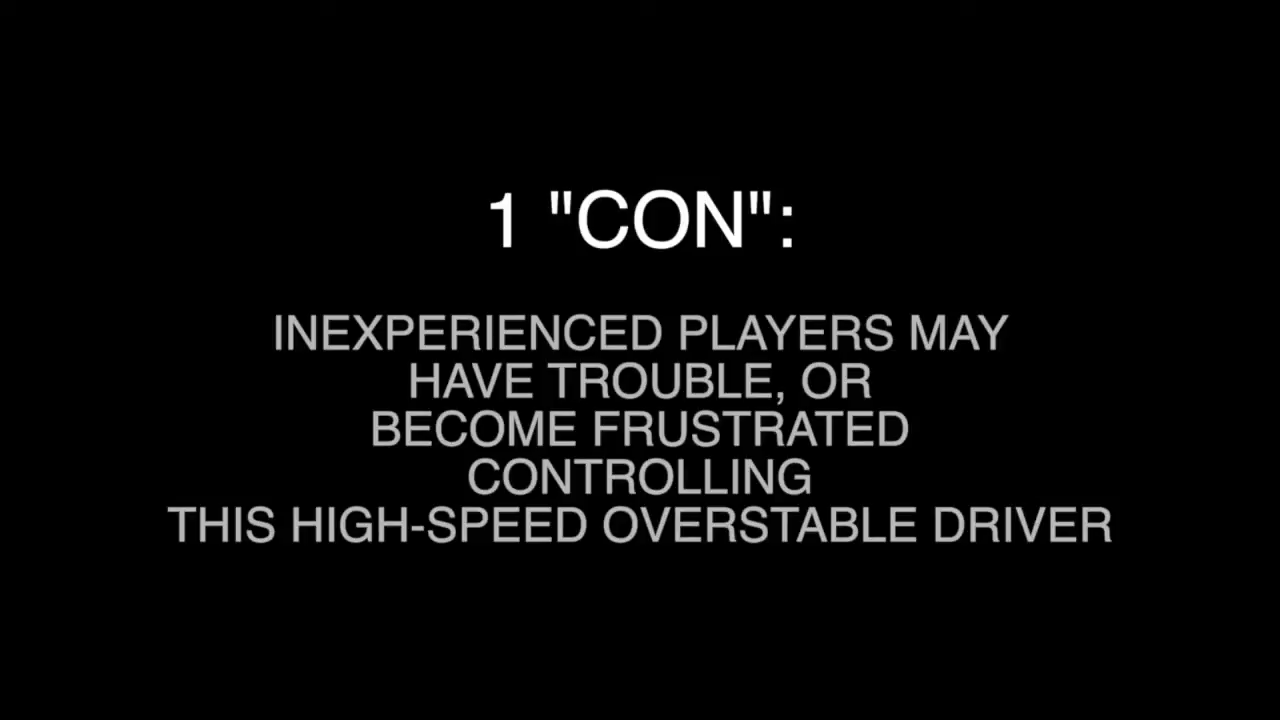 1 "CON":
INEXPERIENCED PLAYERS MAY
HAVE TROUBLE, OR
BECOME FRUSTRATED
CONTROLLING
THIS HIGH-SPEED OVERSTABLE DRIVER